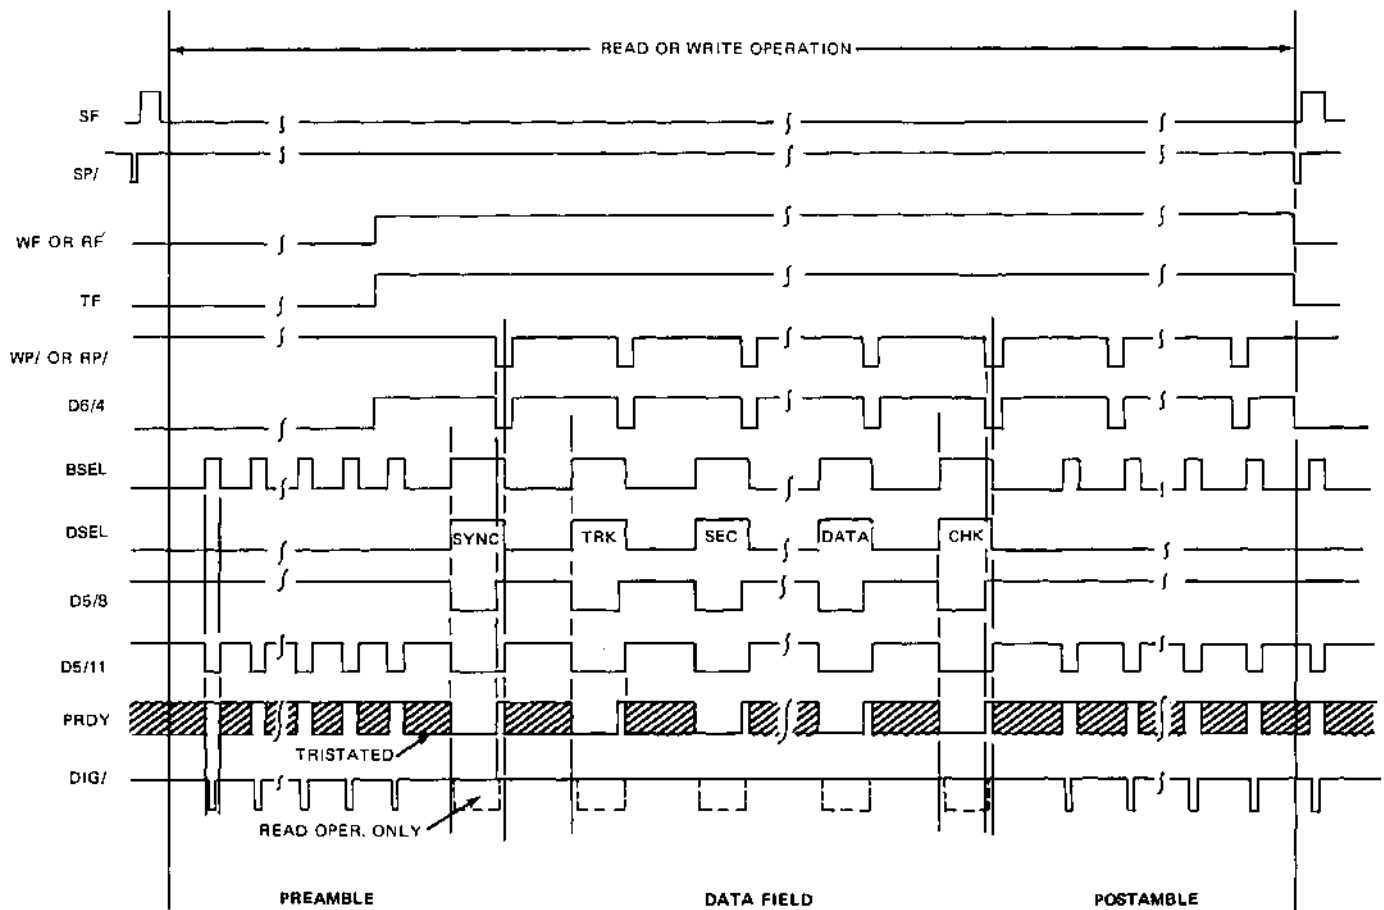 READ OR WRITE OPERATION
SF
SP/
WF OR RF
TF
WP/ OR RP/
D6/4
BSEL
DSEL
SYNC TRK SEC DATA CHK
D5/8
D5/11
PRDY
TRISTATED
DIG/
READ OPER. ONLY
PREAMBLE DATA FIELD POSTAMBLE